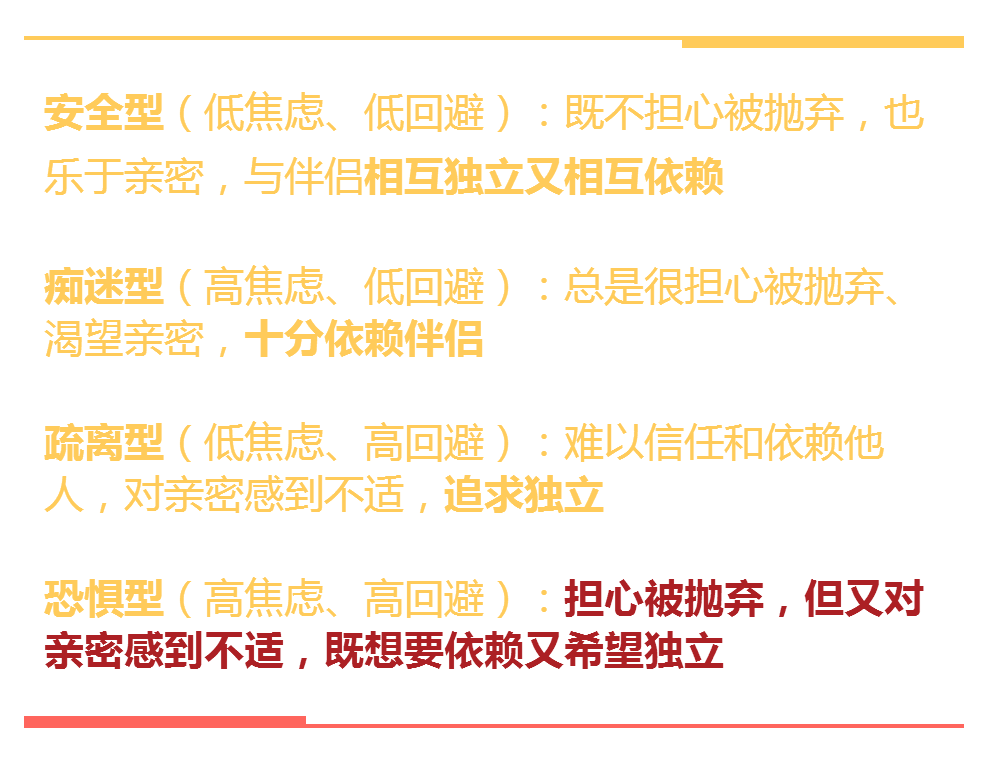 安全型（低焦虑、低回避）：既不担心被抛弃，也
乐于亲密，与伴侣相互独立又相互依赖
痴迷型（高焦虑、低回避）：总是很担心被抛弃、
渴望亲密，十分依赖伴侣
疏离型（低焦虑、高回避）：难以信任和依赖他
人，对亲密感到不适，追求独立
恐惧型（高焦虑、高回避）：担心被抛弃，但又对
亲密感到不适，既想要依赖又希望独立